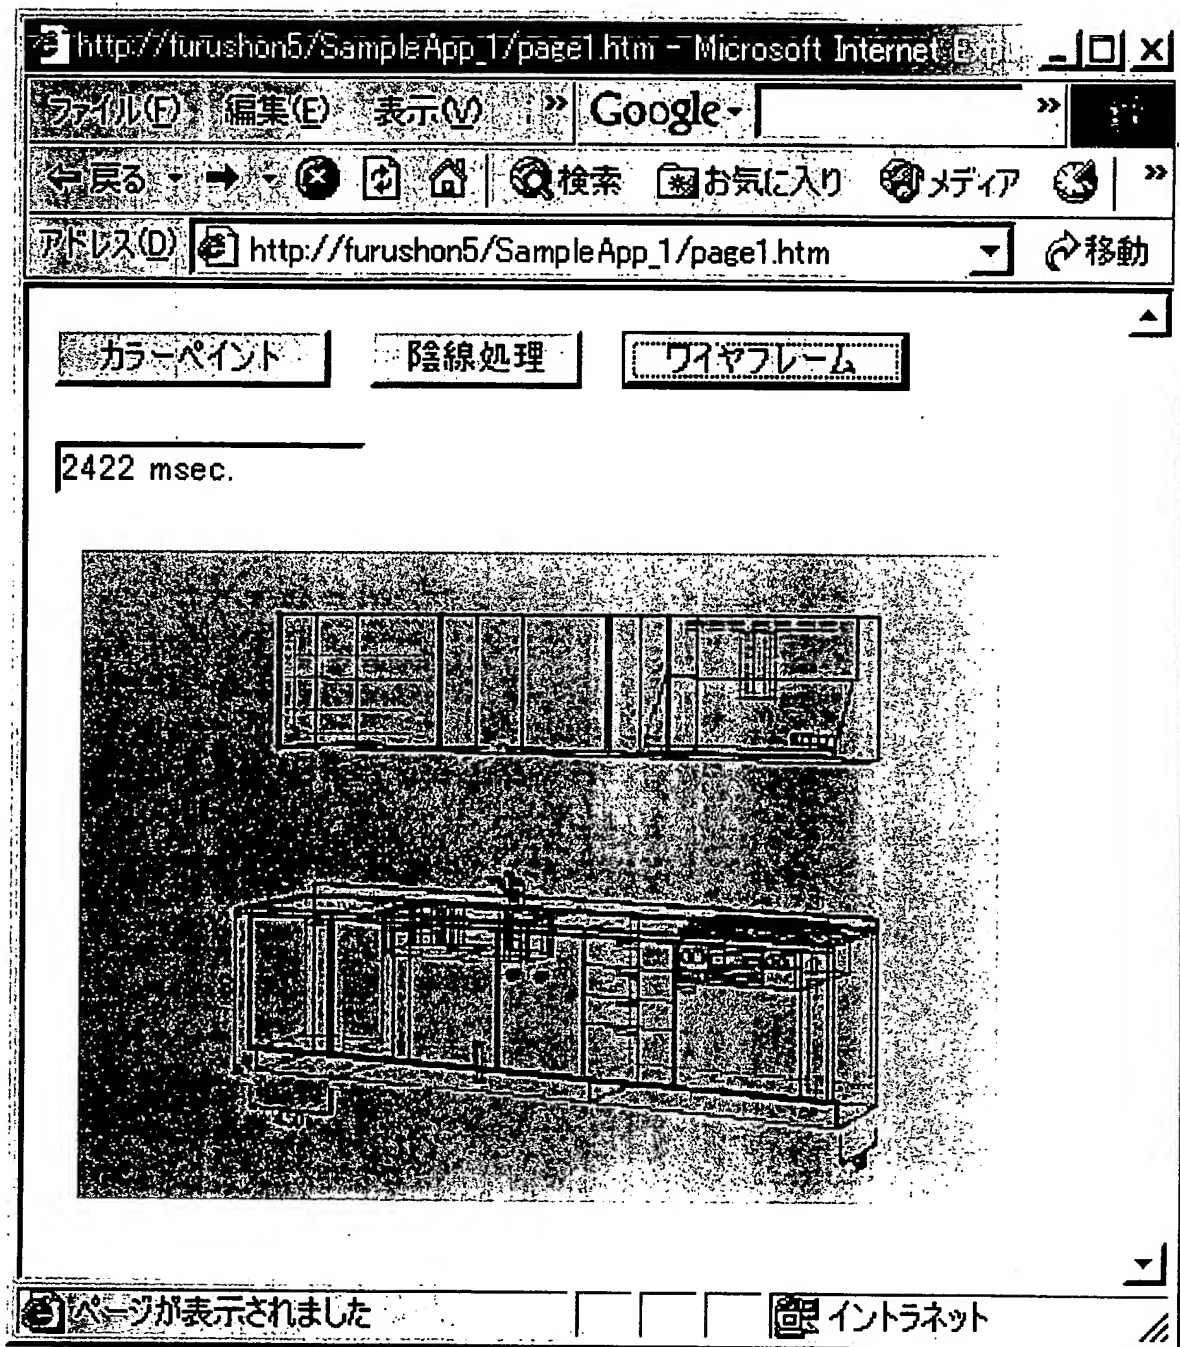 http://furushon5/SampleApp_1/page1.htm - Microsoft Internet Expl
ファイル(F) 編集(E) 表示(V) » Google »
戻る 検索 お気に入り メディア »
アドレス(D) http://furushon5/SampleApp_1/page1.htm 移動
カラーペイント 陰線処理 ワイヤフレーム
2422 msec.
ページが表示されました イントラネット